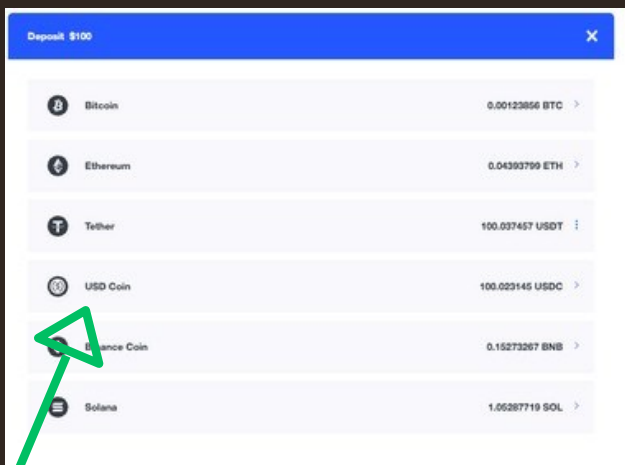 Deposit $100
Bitcoin 0.00123856 BTC
Ethereum 0.04393799 ETH
Tether 100.037457 USDT
USD Coin 100.023145 USDC
Coin 0.15273267 BNB
Solana 1.05287719 SOL